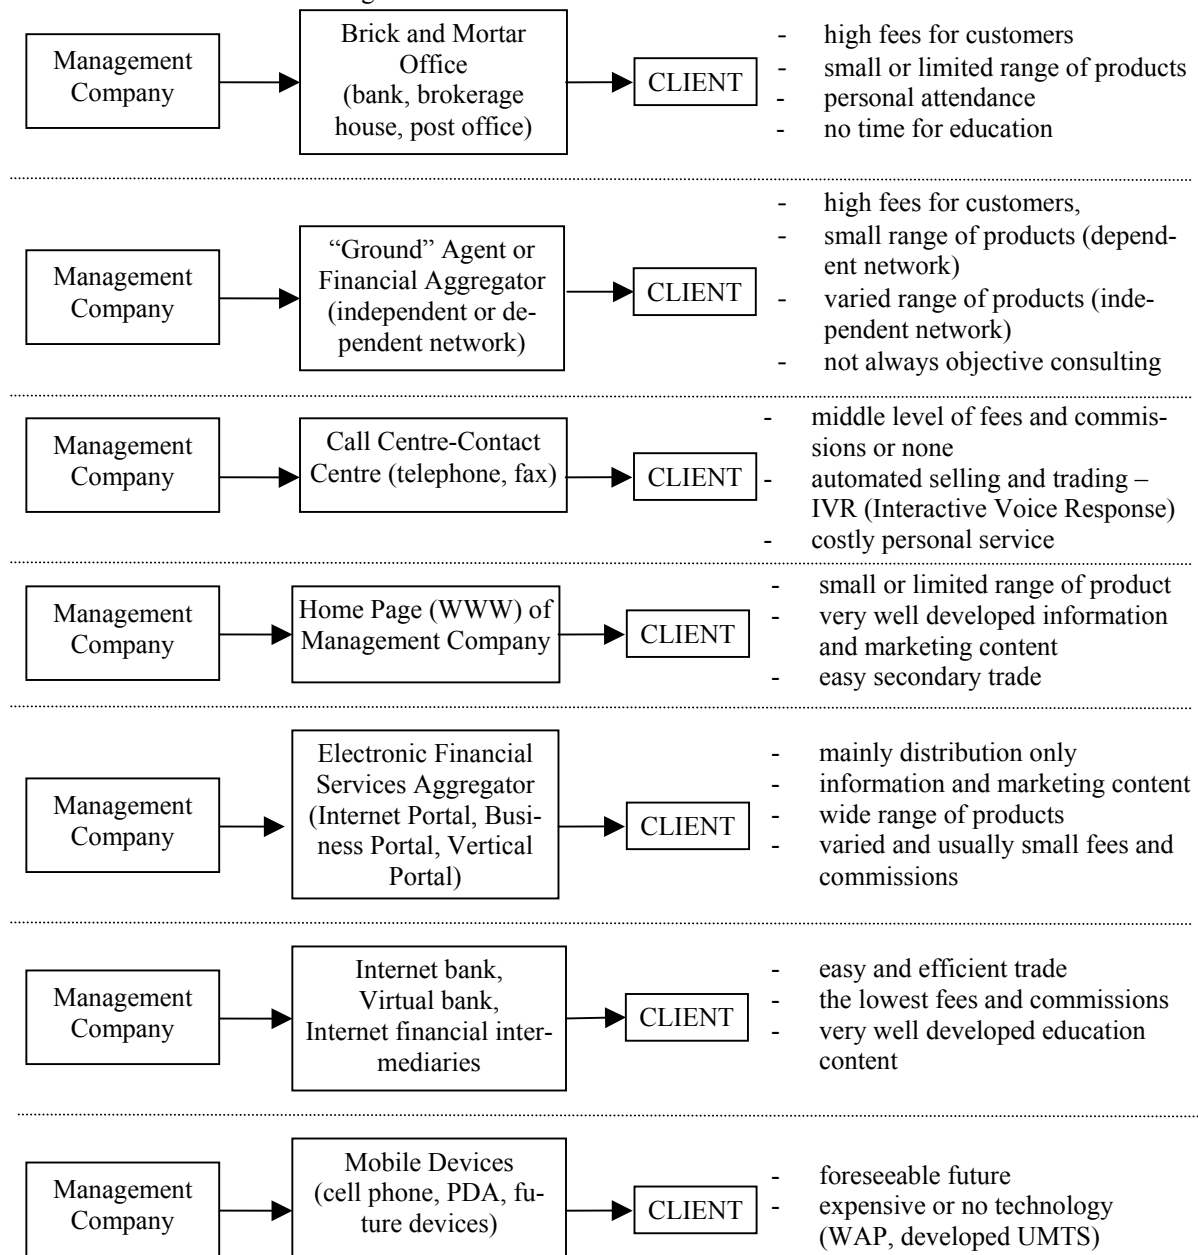 Management
Company
Brick and Mortar
Office
(bank, brokerage
house, post office)
CLIENT
- high fees for customers
- small or limited range of products
- personal attendance
- no time for education
Management
Company
“Ground” Agent or
Financial Aggregator
(independent or de-
pendent network)
CLIENT
- high fees for customers,
- small range of products (depend-
ent network)
- varied range of products (inde-
pendent network)
- not always objective consulting
Management
Company
Call Centre-Contact
Centre (telephone, fax)
CLIENT
- middle level of fees and commis-
sions or none
- automated selling and trading –
IVR (Interactive Voice Response)
- costly personal service
Management
Company
Home Page (WWW) of
Management Company
CLIENT
- small or limited range of product
- very well developed information
and marketing content
- easy secondary trade
Management
Company
Electronic Financial
Services Aggregator
(Internet Portal, Busi-
ness Portal, Vertical
Portal)
CLIENT
- mainly distribution only
- information and marketing content
- wide range of products
- varied and usually small fees and
commissions
Management
Company
Internet bank,
Virtual bank,
Internet financial inter-
mediaries
CLIENT
- easy and efficient trade
- the lowest fees and commissions
- very well developed education
content
Management
Company
Mobile Devices
(cell phone, PDA, fu-
ture devices)
CLIENT
- foreseeable future
- expensive or no technology
(WAP, developed UMTS)